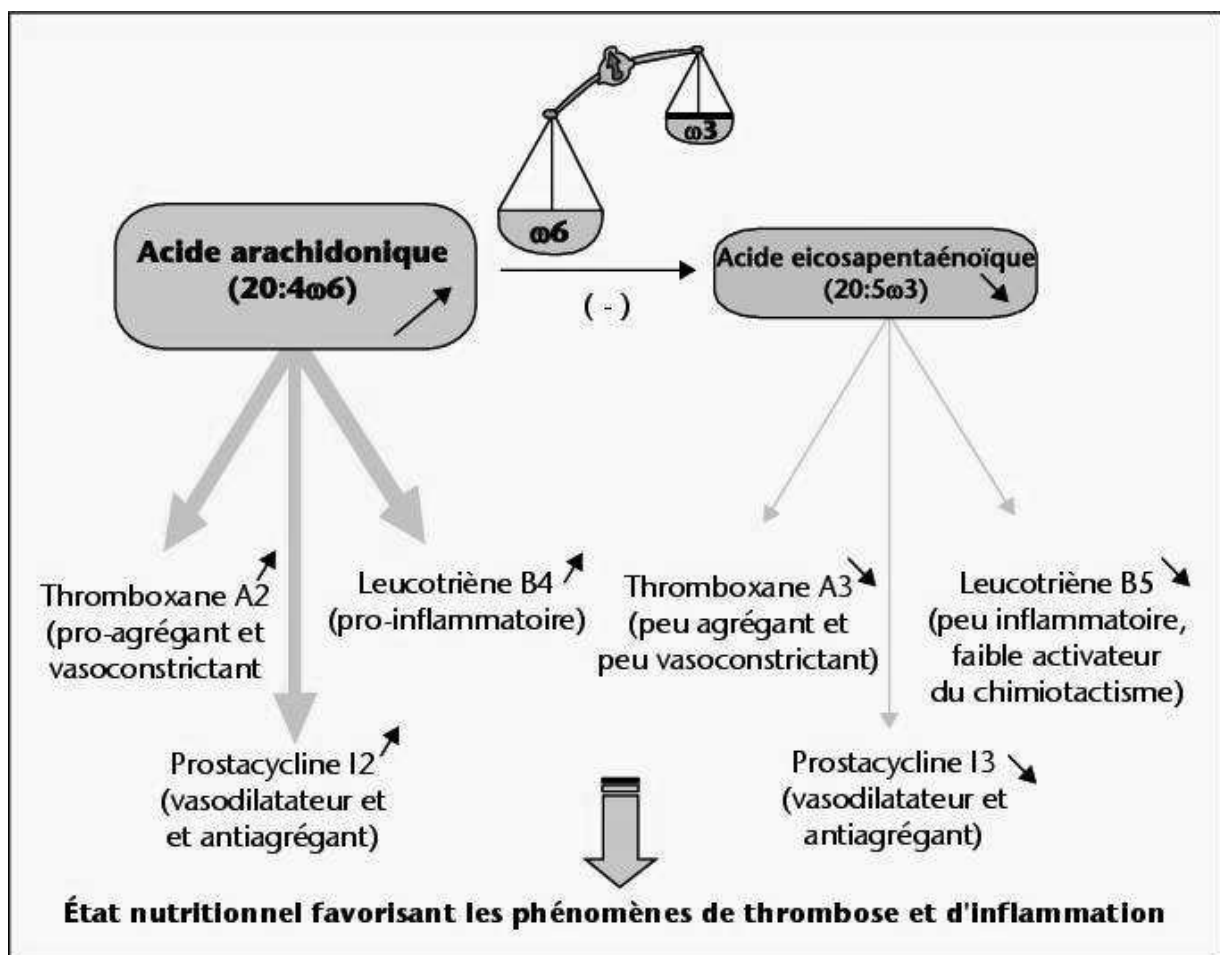 ω3
ω6
Acide arachidonique
(20:4ω6)
( - )
Acide eicosapentaénoïque
(20:5ω3)
Thromboxane A2
(pro-agrégant et
vasoconstrictant
Leucotriène B4
(pro-inflammatoire)
Prostacycline I2
(vasodilatateur et
et antiagrégant)
Thromboxane A3
(peu agrégant et
peu vasoconstrictant)
Leucotriène B5
(peu inflammatoire,
faible activateur
du chimiotactisme)
Prostacycline I3
(vasodilatateur et
antiagrégant)
État nutritionnel favorisant les phénomènes de thrombose et d'inflammation